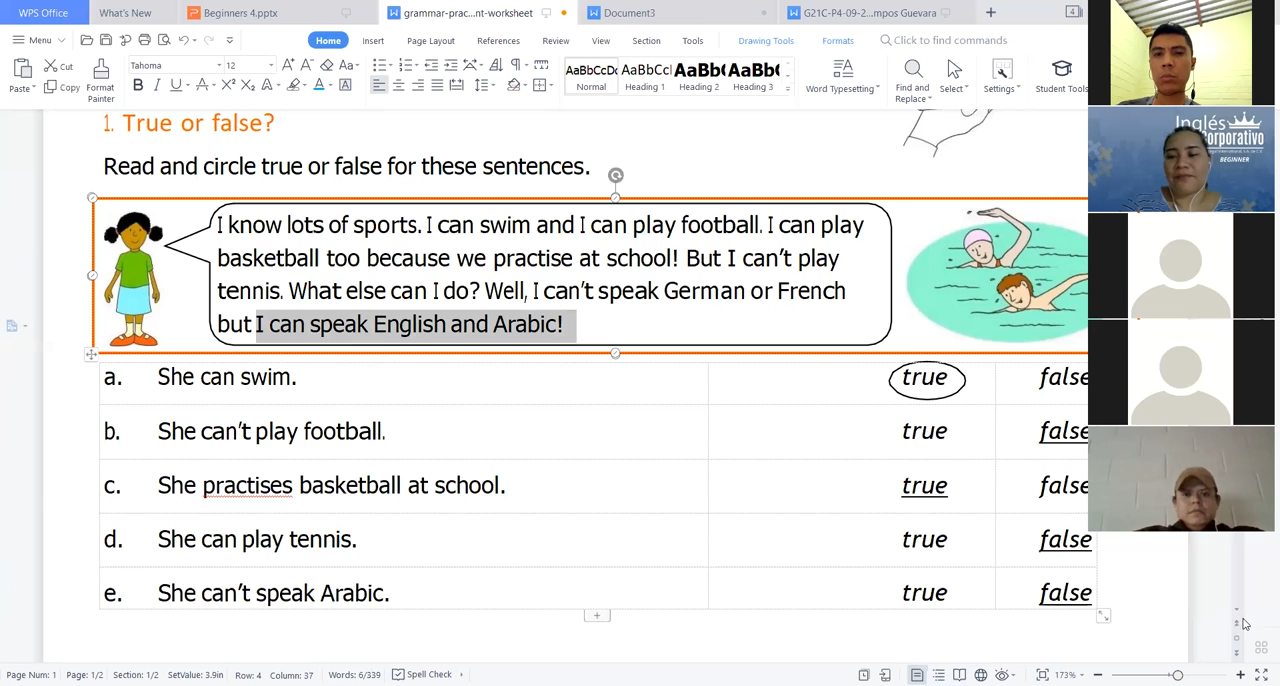 WPS Office
What's New
Beginners 4.pptx
grammar-prac...nt-worksheet
Document3
G21C-P4-09-2...mpos Guevara
Menu
Home
Insert
Page Layout
References
Review
View
Section
Tools
Drawing Tools
Formats
Click to find commands
Paste
Cut
Copy
Format Painter
Tahoma
12
AaBbCcDc
Normal
AaBbCcI
Heading 1
AaBb(
Heading 2
AaBbC
Heading 3
Word Typesetting
Find and Replace
Select
Settings
Student Tools
1. True or false?
Read and circle true or false for these sentences.
I know lots of sports. I can swim and I can play football. I can play
basketball too because we practise at school! But I can't play
tennis. What else can I do? Well, I can't speak German or French
but I can speak English and Arabic!
a. She can swim. true false
b. She can't play football. true false
c. She practises basketball at school. true false
d. She can play tennis. true false
e. She can't speak Arabic. true false
Inglés
Corporativo
BEGINNER
Page Num: 1 Page: 1/2 Section: 1/2 SetValue: 3.9in Row: 4 Column: 37 Words: 6/339 Spell Check 173%